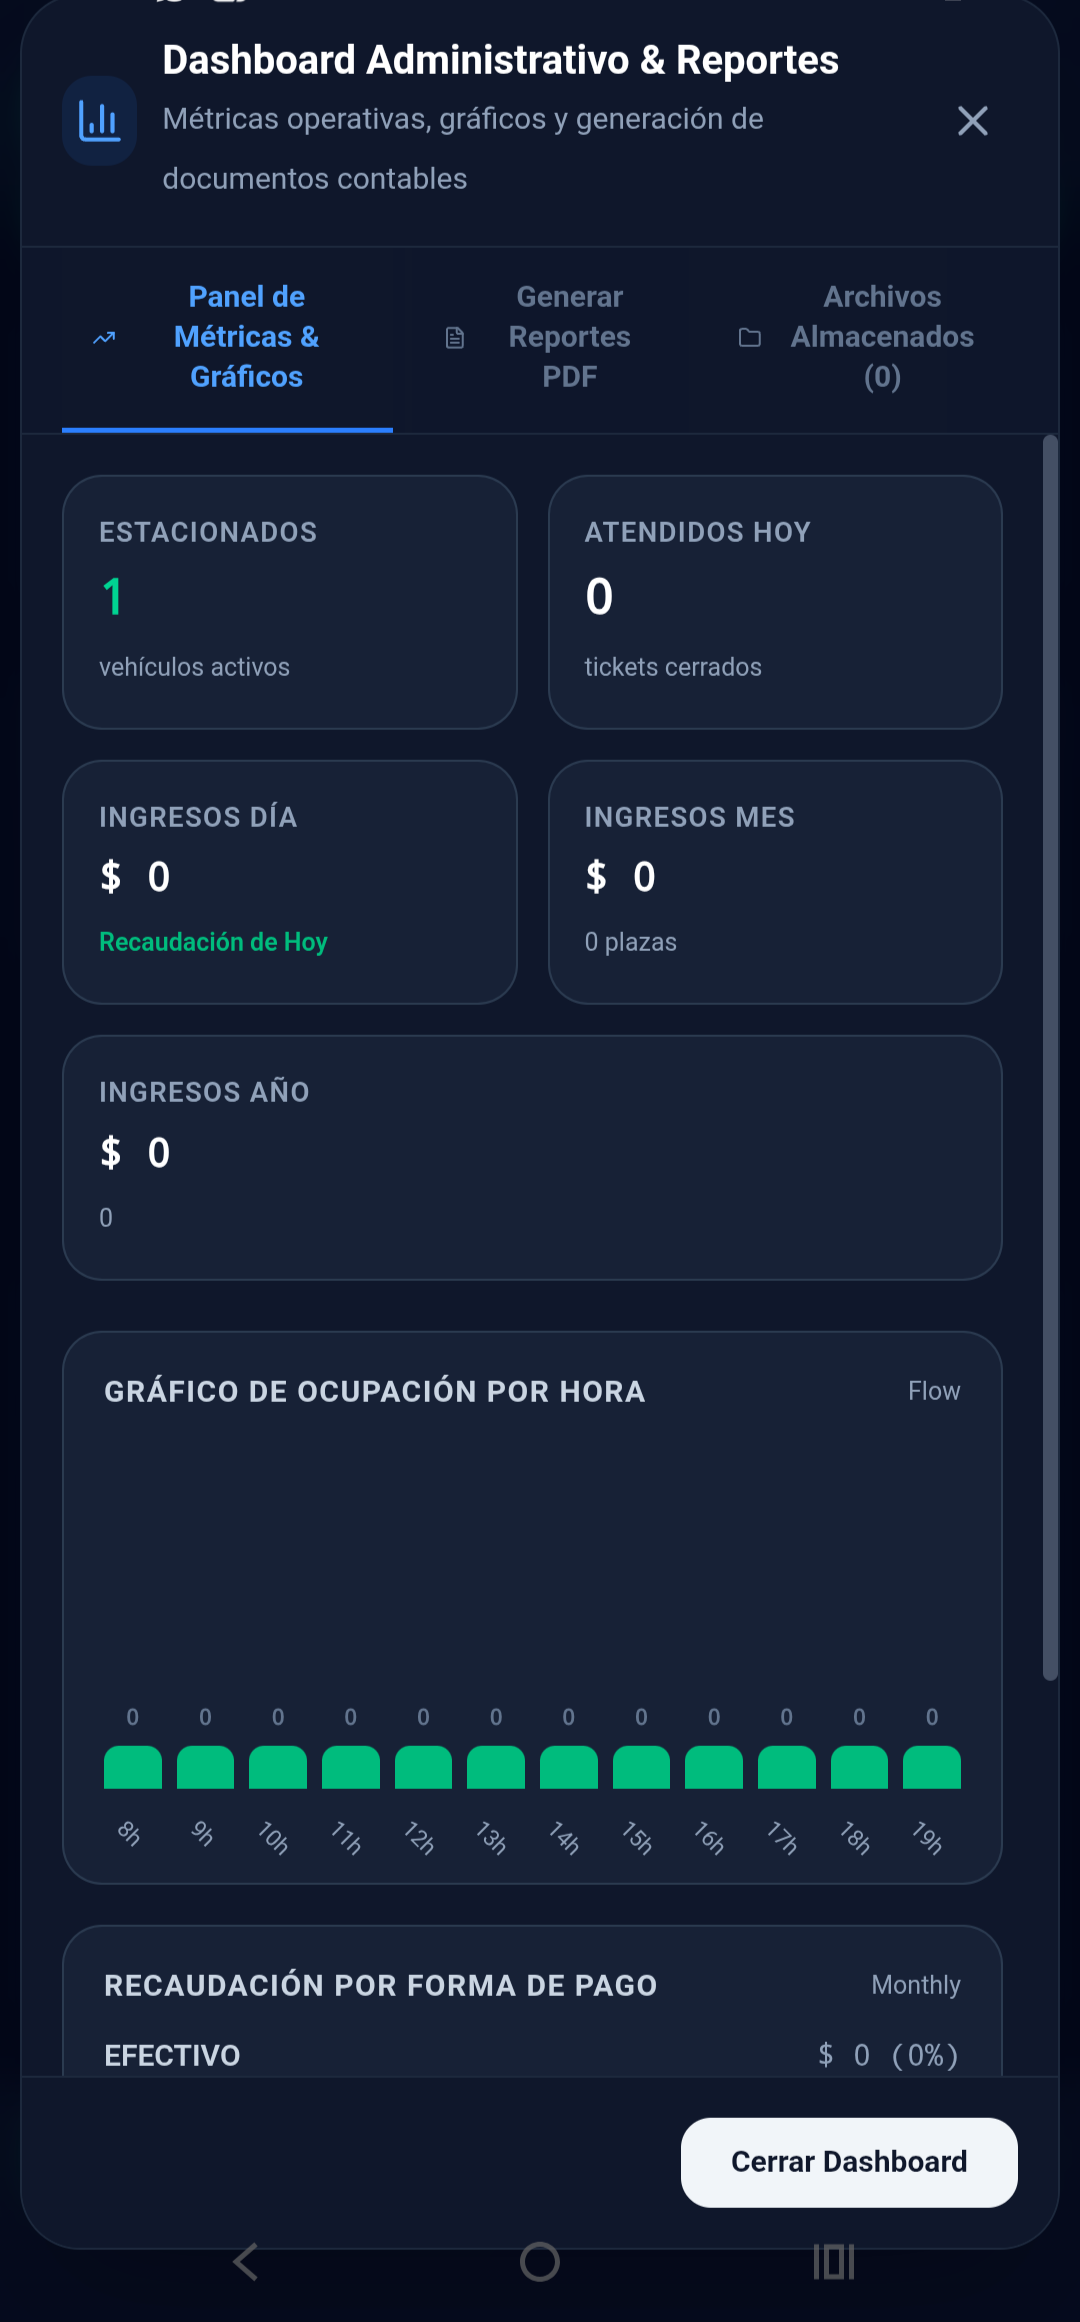 Dashboard Administrativo & Reportes
Métricas operativas, gráficos y generación de
documentos contables
Panel de
Métricas &
Gráficos
Generar
Reportes
PDF
Archivos
Almacenados
(0)
ESTACIONADOS
1
vehículos activos
ATENDIDOS HOY
0
tickets cerrados
INGRESOS DÍA
$ 0
Recaudación de Hoy
INGRESOS MES
$ 0
0 plazas
INGRESOS AÑO
$ 0
0
GRÁFICO DE OCUPACIÓN POR HORA
Flow
0 0 0 0 0 0 0 0 0 0 0 0
8h 9h 10h 11h 12h 13h 14h 15h 16h 17h 18h 19h
RECAUDACIÓN POR FORMA DE PAGO
Monthly
EFECTIVO
$ 0 (0%)
Cerrar Dashboard